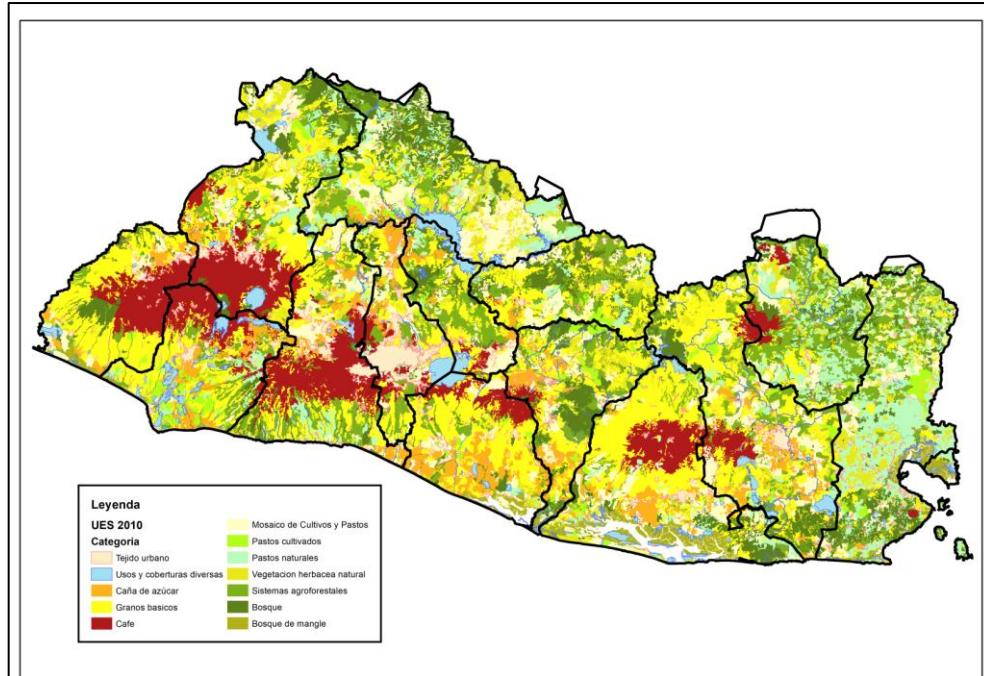 Leyenda
UES 2010
Categoria
Tejido urbano
Usos y coberturas diversas
Caña de azúcar
Granos basicos
Cafe
Mosaico de Cultivos y Pastos
Pastos cultivados
Pastos naturales
Vegetacion herbacea natural
Sistemas agroforestales
Bosque
Bosque de mangle